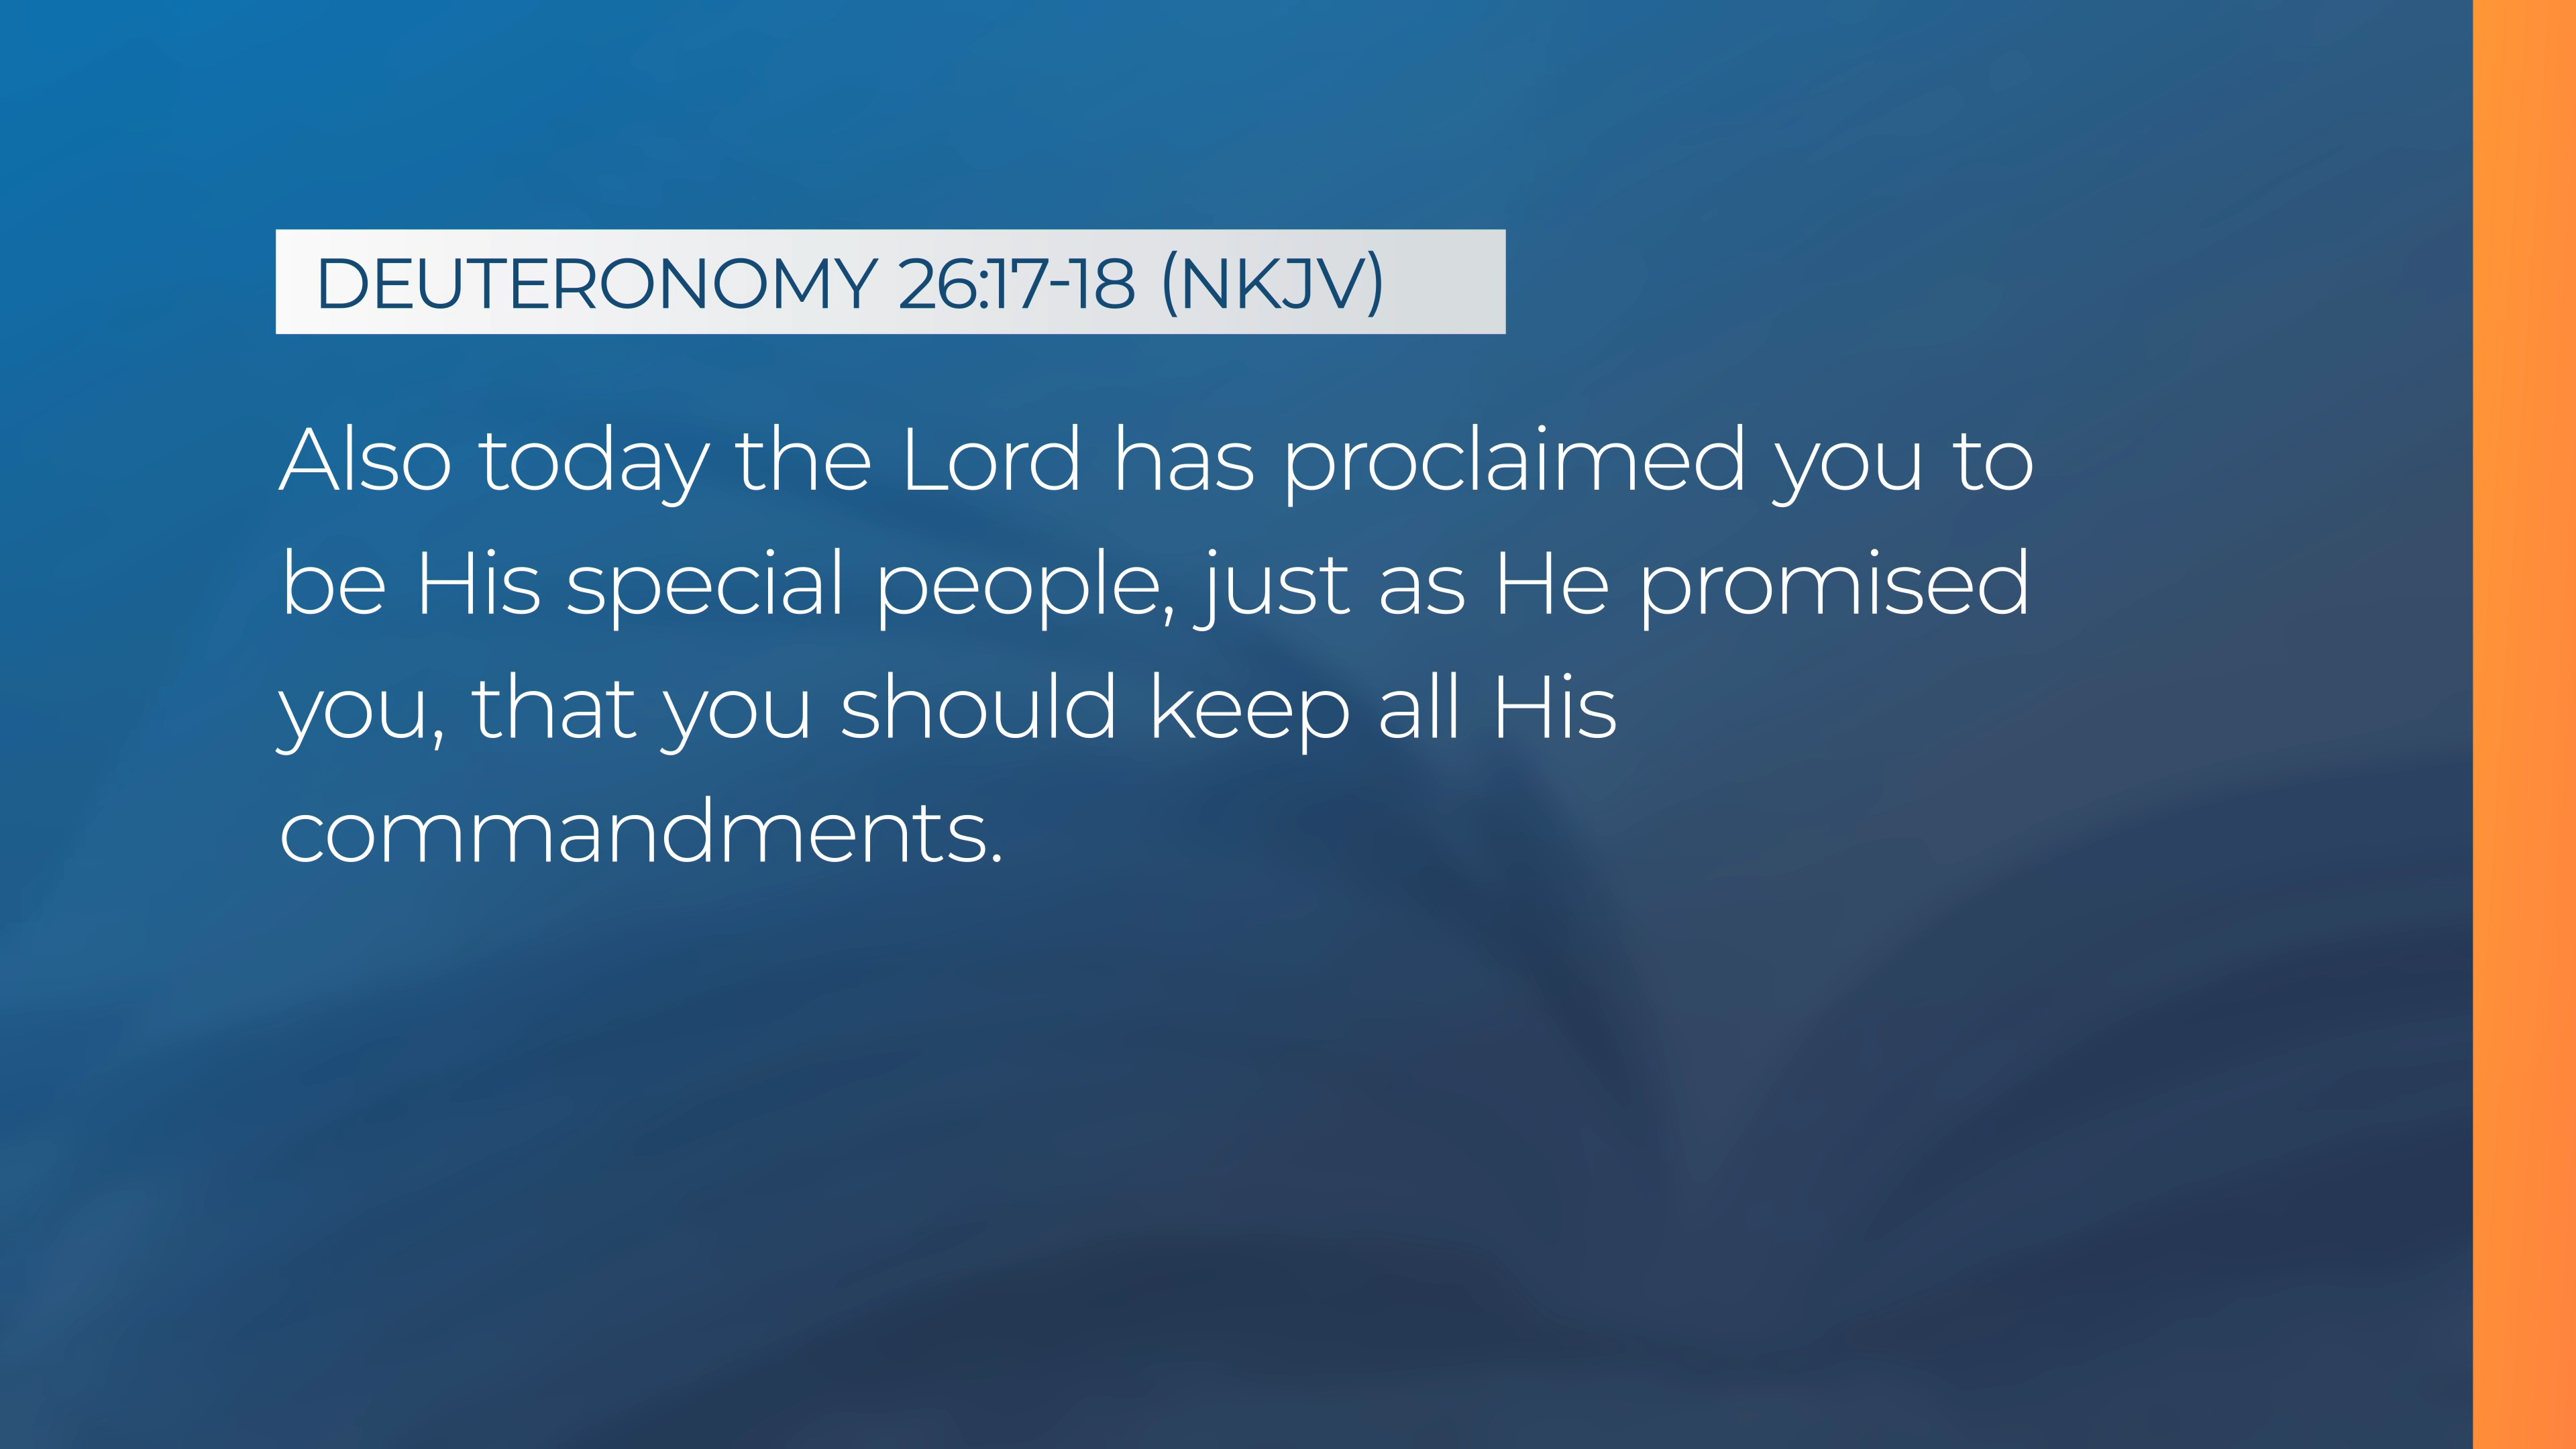 DEUTERONOMY 26:17-18 (NKJV)
Also today the Lord has proclaimed you to
be His special people, just as He promised
you, that you should keep all His
commandments.